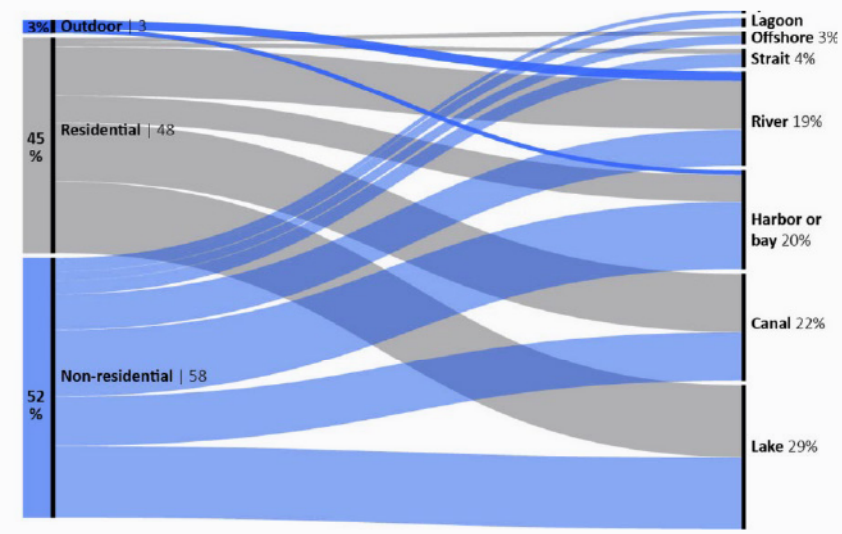 3%
Outdoor | 3
45
%
Residential | 48
52
%
Non-residential | 58
Lagoon
Offshore 3%
Strait 4%
River 19%
Harbor or
bay 20%
Canal 22%
Lake 29%